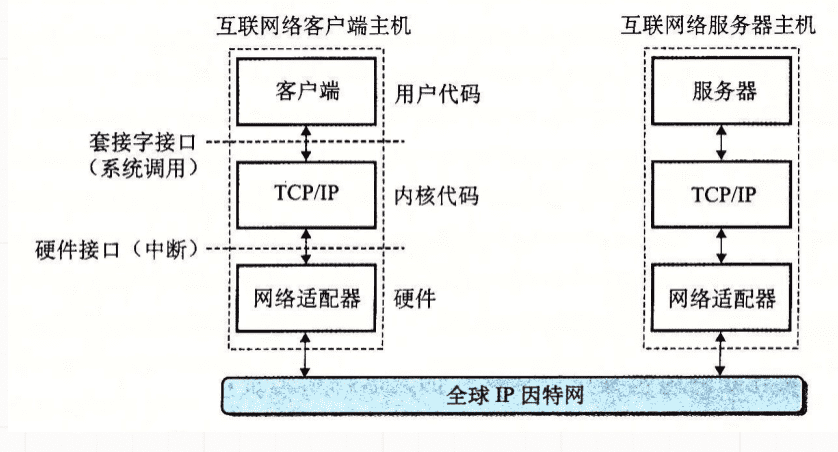 互联网络客户端主机
互联网络服务器主机
客户端
用户代码
服务器
套接字接口
（系统调用）
TCP/IP
内核代码
TCP/IP
硬件接口（中断）
网络适配器
硬件
网络适配器
全球 IP 因特网